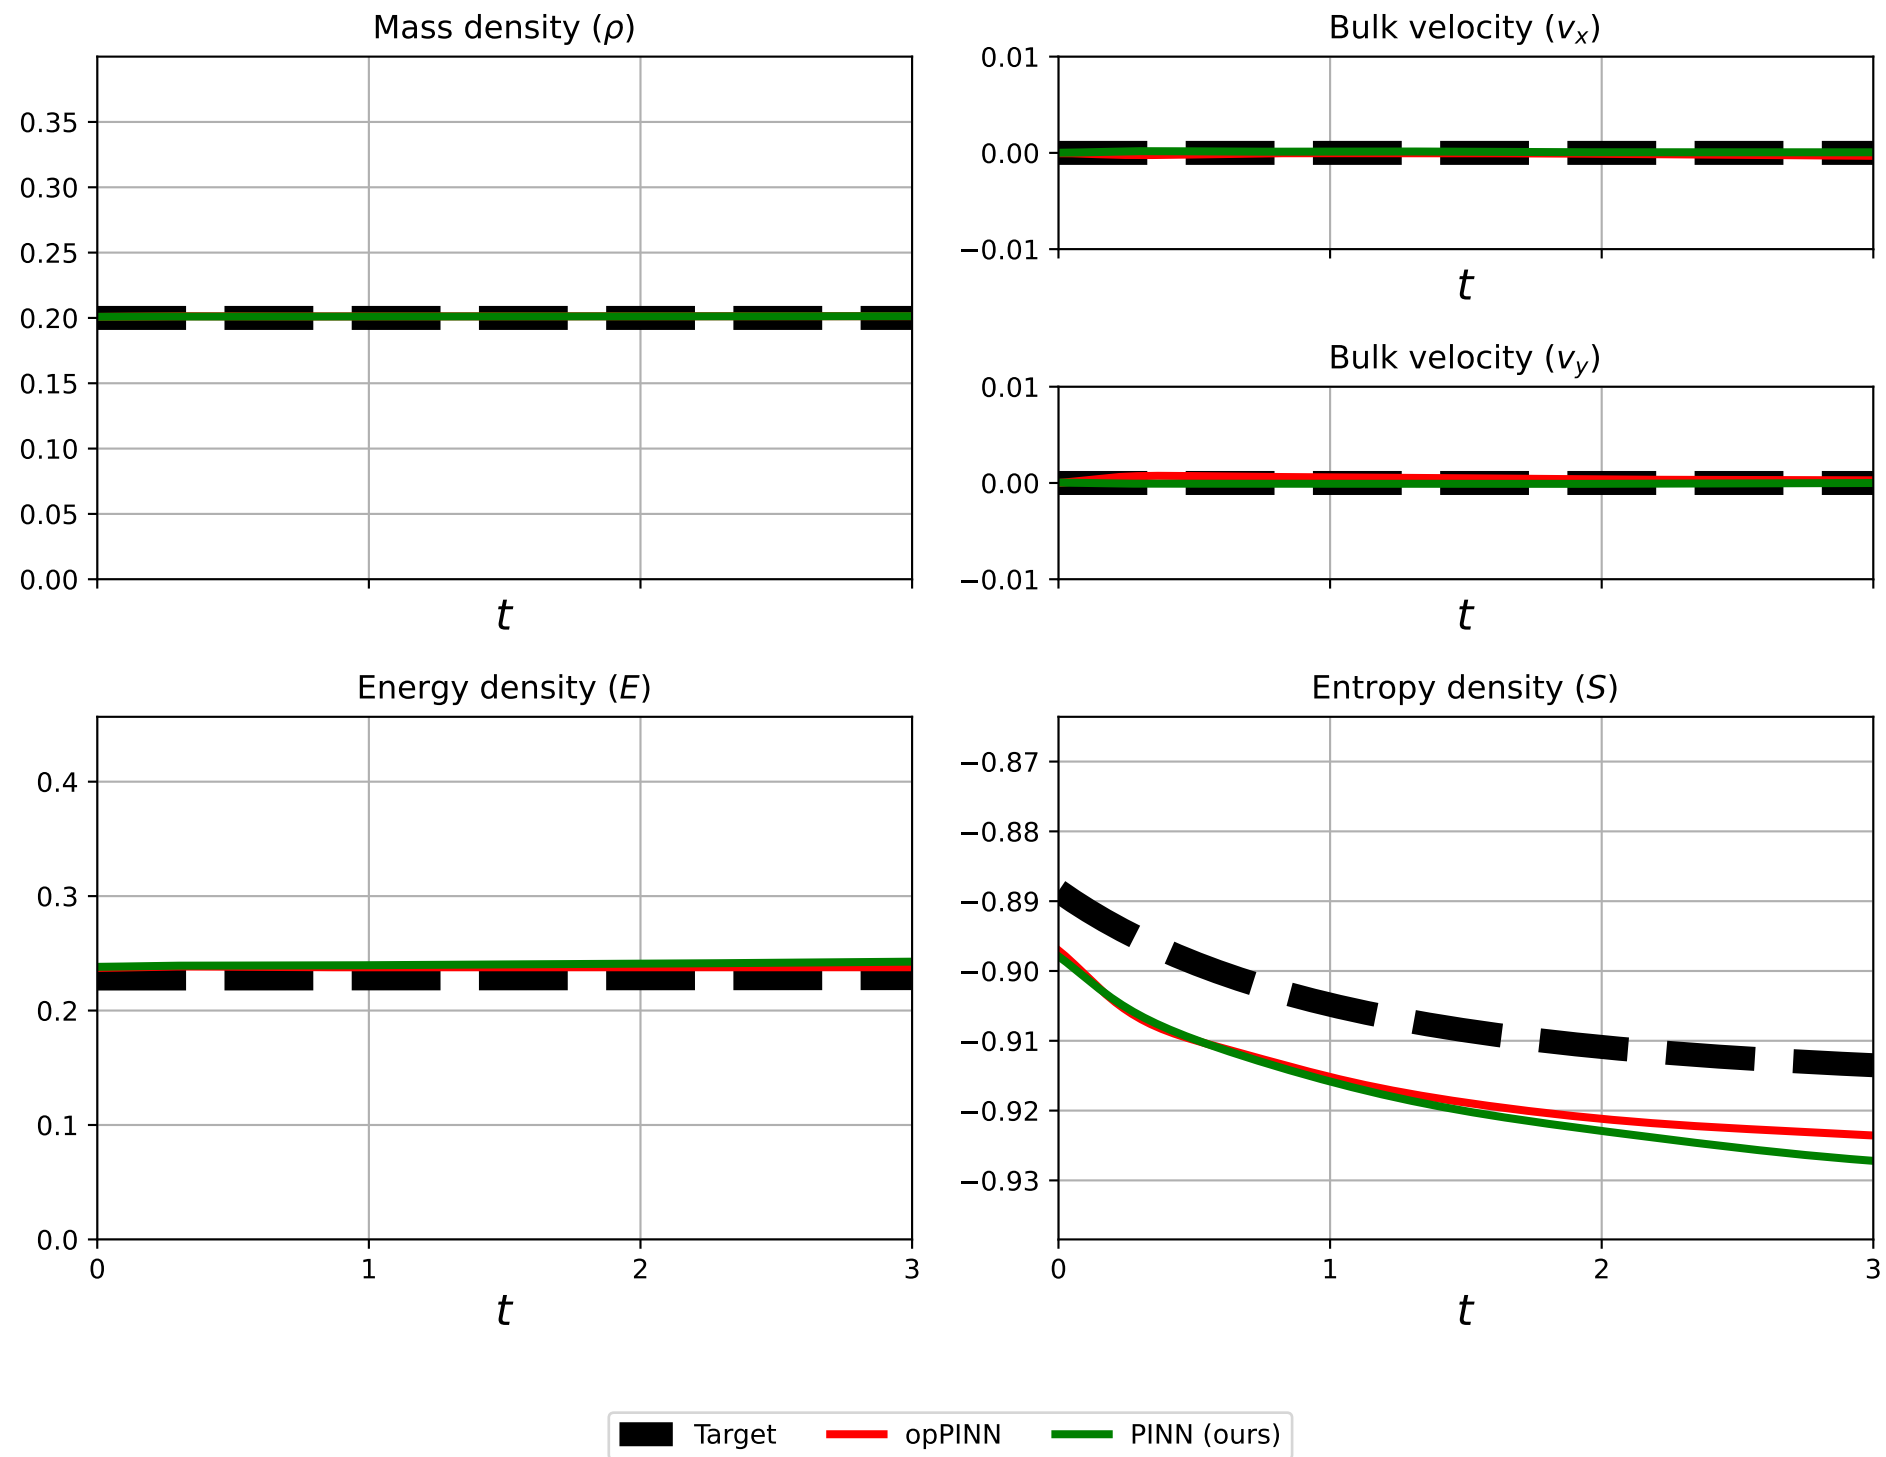 Mass density (ρ)
0.35
0.30
0.25
0.20
0.15
0.10
0.05
0.00
t
Bulk velocity (vₓ)
0.01
0.00
−0.01
t
Bulk velocity (v_y)
0.01
0.00
−0.01
t
Energy density (E)
0.4
0.3
0.2
0.1
0.0
0 1 2 3
t
Entropy density (S)
−0.87
−0.88
−0.89
−0.90
−0.91
−0.92
−0.93
0 1 2 3
t
Target opPINN PINN (ours)